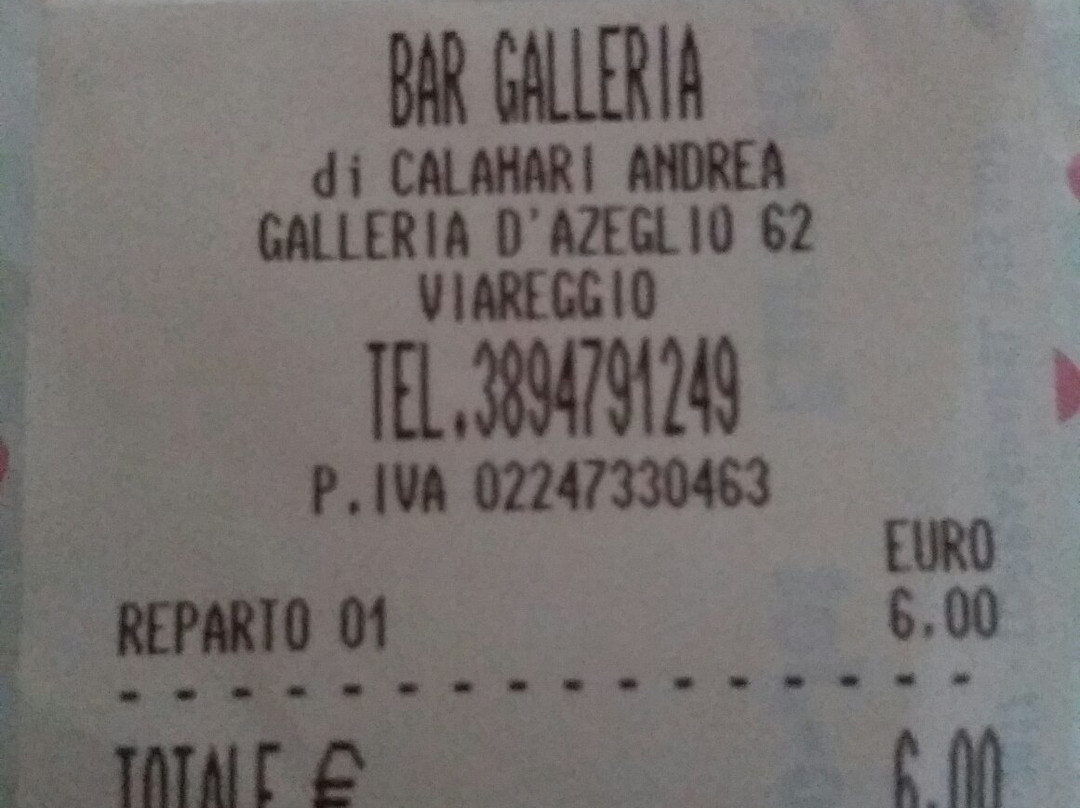 BAR GALLERIA
di CALAMARI ANDREA
GALLERIA D'AZEGLIO 62
VIAREGGIO
TEL.3894791249
P.IVA 02247330463
EURO
REPARTO 01 6.00
- - - - - - - - - - - - - - - -
TOTALE € 6.00